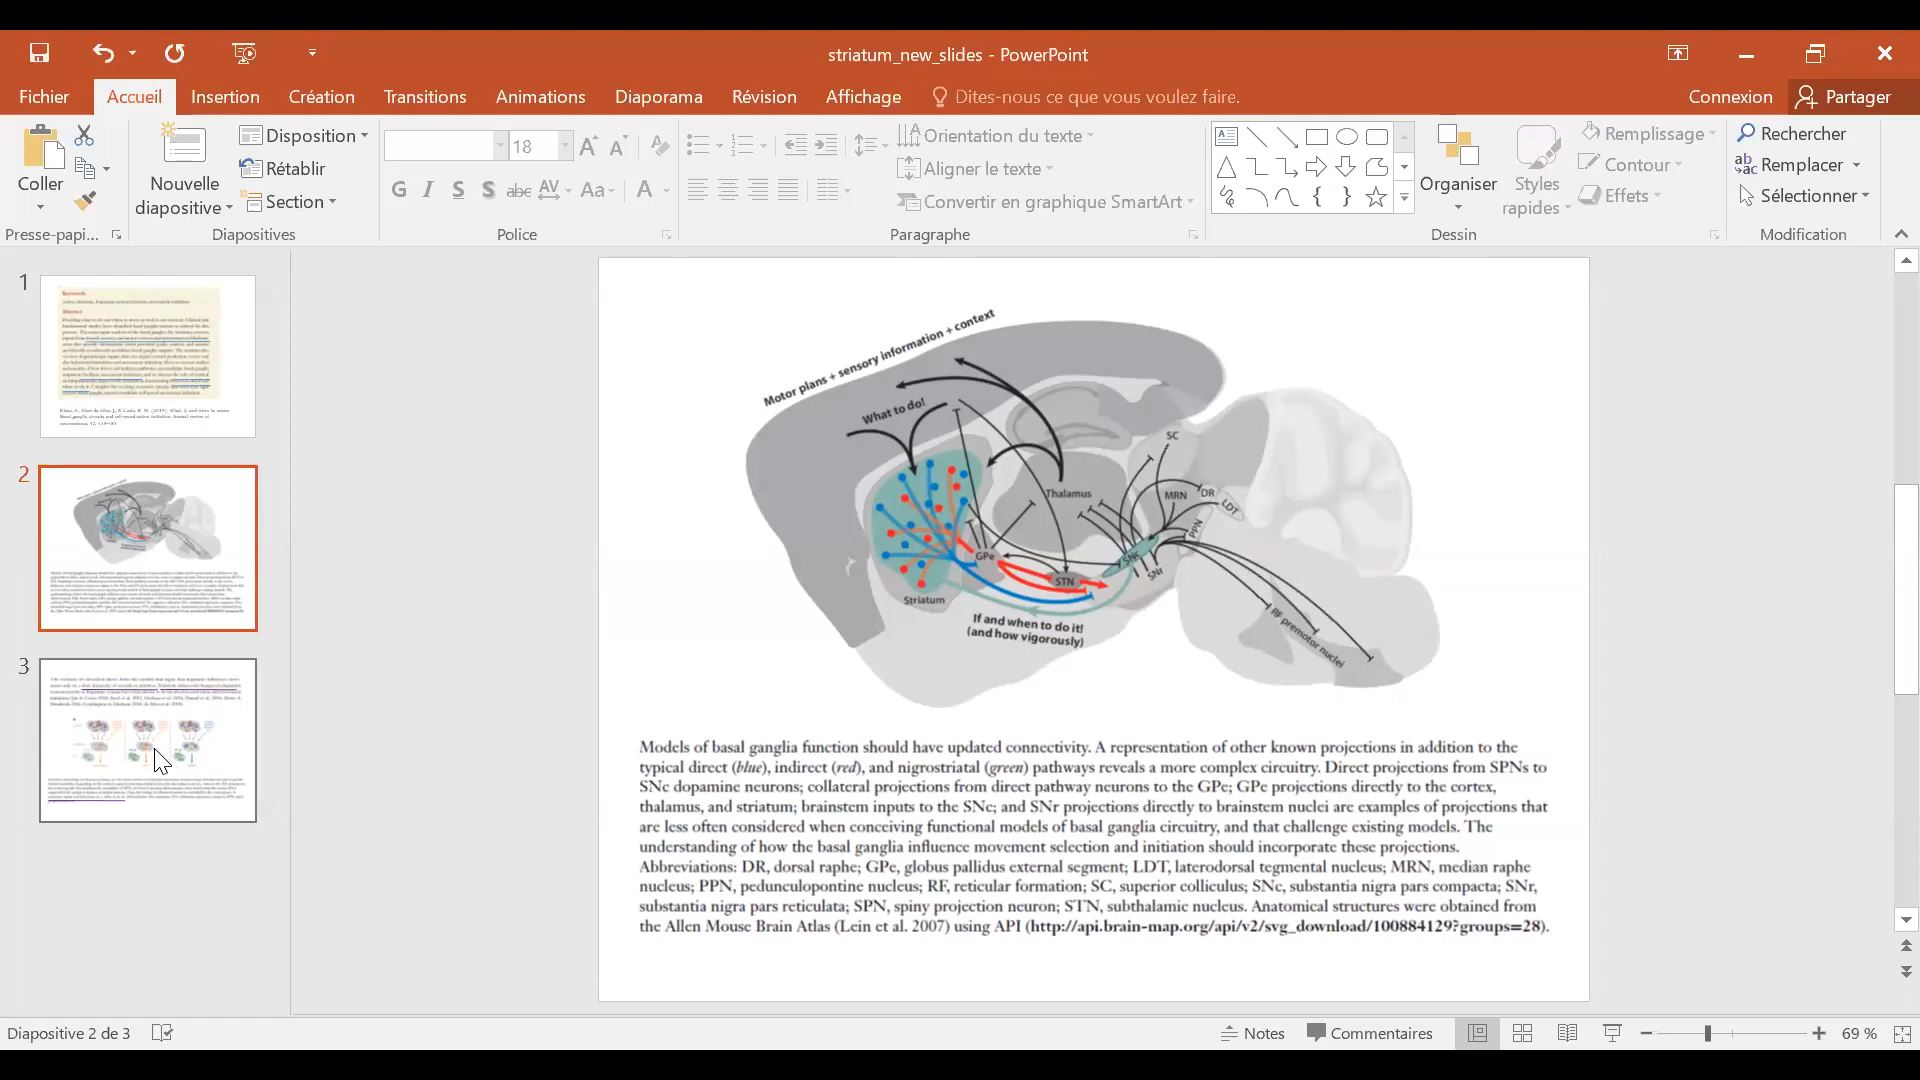 striatum_new_slides - PowerPoint
Fichier Accueil Insertion Création Transitions Animations Diaporama Révision Affichage Dites-nous ce que vous voulez faire. Connexion Partager
Coller
Nouvelle diapositive
Disposition
Rétablir
Section
18
G I S S abc AV Aa A
Orientation du texte
Aligner le texte
Convertir en graphique SmartArt
Organiser
Styles rapides
Remplissage
Contour
Effets
Rechercher
Remplacer
Sélectionner
Presse-papi... Diapositives Police Paragraphe Dessin Modification
1
2
3
Motor plans + sensory information + context
What to do!
SC
Thalamus
MRN
DR
LDT
PPN
GPe
STN
SNc
SNr
Striatum
If and when to do it!
(and how vigorously)
RF premotor nuclei
Models of basal ganglia function should have updated connectivity. A representation of other known projections in addition to the
typical direct (blue), indirect (red), and nigrostriatal (green) pathways reveals a more complex circuitry. Direct projections from SPNs to
SNc dopamine neurons; collateral projections from direct pathway neurons to the GPe; GPe projections directly to the cortex,
thalamus, and striatum; brainstem inputs to the SNc; and SNr projections directly to brainstem nuclei are examples of projections that
are less often considered when conceiving functional models of basal ganglia circuitry, and that challenge existing models. The
understanding of how the basal ganglia influence movement selection and initiation should incorporate these projections.
Abbreviations: DR, dorsal raphe; GPe, globus pallidus external segment; LDT, laterodorsal tegmental nucleus; MRN, median raphe
nucleus; PPN, pedunculopontine nucleus; RF, reticular formation; SC, superior colliculus; SNc, substantia nigra pars compacta; SNr,
substantia nigra pars reticulata; SPN, spiny projection neuron; STN, subthalamic nucleus. Anatomical structures were obtained from
the Allen Mouse Brain Atlas (Lein et al. 2007) using API (http://api.brain-map.org/api/v2/svg_download/100884129?groups=28).
Diapositive 2 de 3 Notes Commentaires 69 %